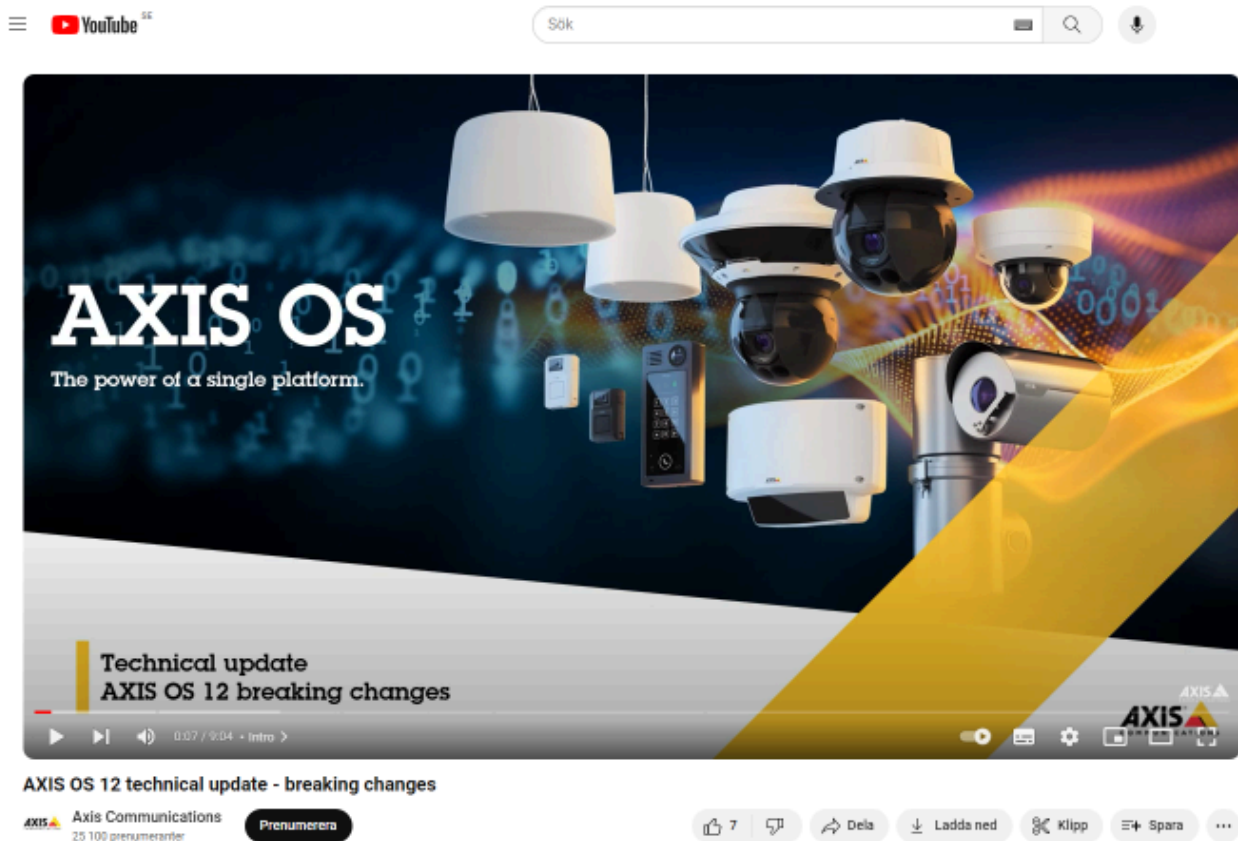 YouTube SE
Sök
AXIS OS
The power of a single platform.
Technical update
AXIS OS 12 breaking changes
AXIS
AXIS
COMMUNICATIONS
0:07 / 9:04 • Intro >
AXIS OS 12 technical update - breaking changes
AXIS
Axis Communications
25 100 prenumeranter
Prenumerera
7
Dela
Ladda ned
Klipp
Spara